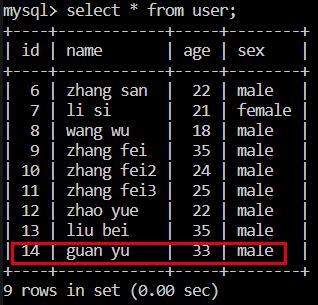 mysql> select * from user;
+----+------------+-----+--------+
| id | name       | age | sex    |
+----+------------+-----+--------+
|  6 | zhang san  |  22 | male   |
|  7 | li si      |  21 | female |
|  8 | wang wu    |  18 | male   |
|  9 | zhang fei  |  35 | male   |
| 10 | zhang fei2 |  24 | male   |
| 11 | zhang fei3 |  25 | male   |
| 12 | zhao yue   |  22 | male   |
| 13 | liu bei    |  35 | male   |
| 14 | guan yu    |  33 | male   |
+----+------------+-----+--------+
9 rows in set (0.00 sec)